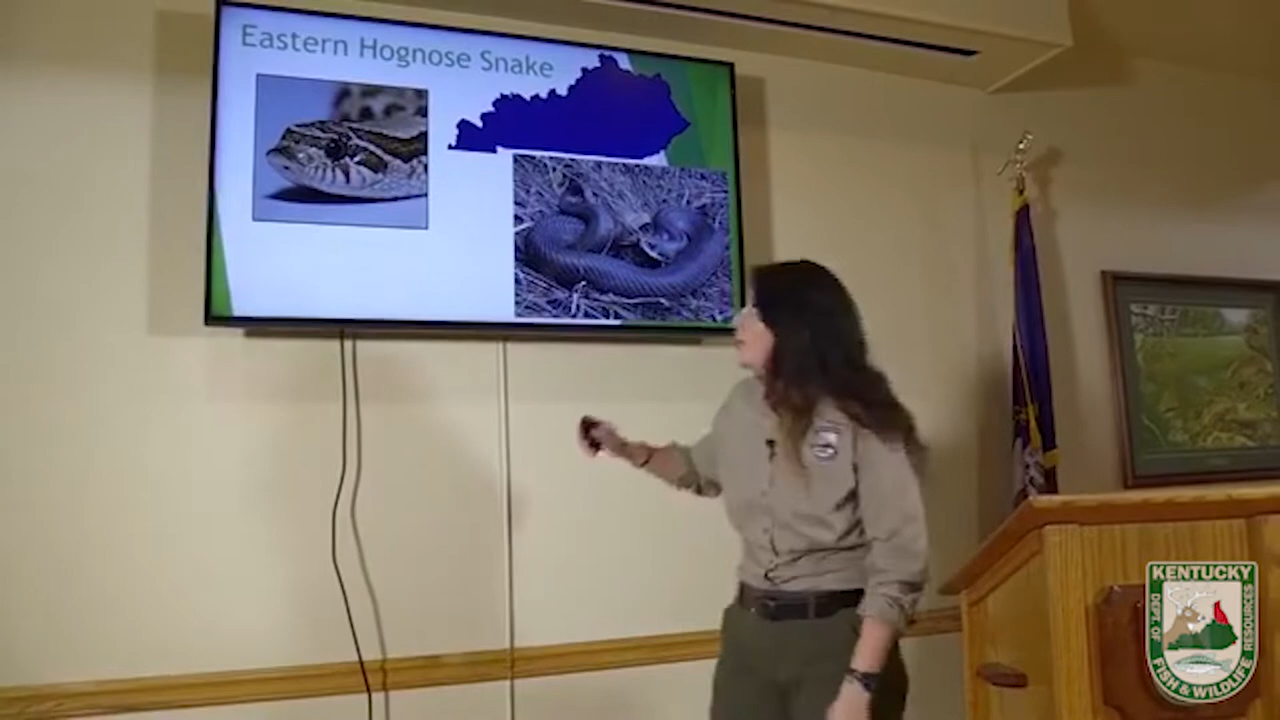 Eastern Hognose Snake
KENTUCKY
DEPT. OF
FISH & WILDLIFE
RESOURCES